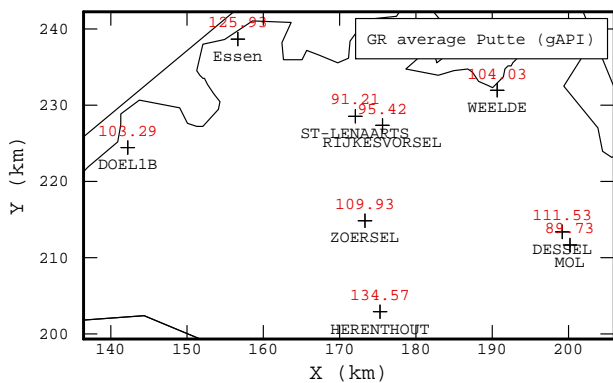 GR average Putte (gAPI)
240
230
220
210
200
Y (km)
125.93
Essen
104.03
WEELDE
91.21
95.42
ST-LENAARTS
RIJKESVORSEL
103.29
DOEL1B
109.93
ZOERSEL
111.53
89.73
DESSEL
MOL
134.57
HERENTHOUT
140 150 160 170 180 190 200
X (km)